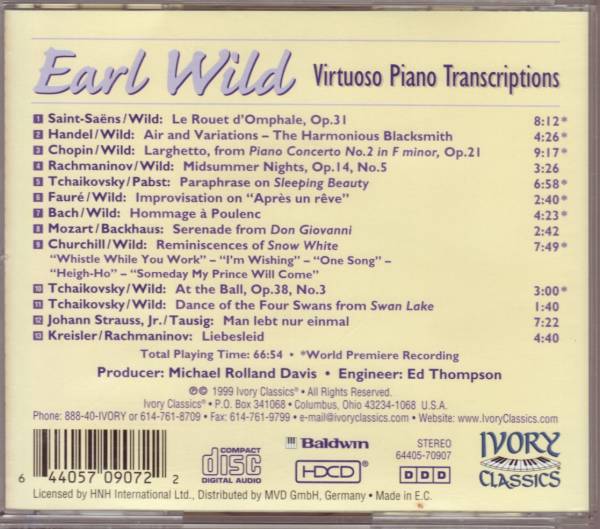 Earl Wild Virtuoso Piano Transcriptions
1 Saint-Saëns/Wild: Le Rouet d'Omphale, Op.31 8:12*
2 Handel/Wild: Air and Variations – The Harmonious Blacksmith 4:26*
3 Chopin/Wild: Larghetto, from Piano Concerto No.2 in F minor, Op.21 9:17*
4 Rachmaninov/Wild: Midsummer Nights, Op.14, No.5 3:26
5 Tchaikovsky/Pabst: Paraphrase on Sleeping Beauty 6:58*
6 Fauré/Wild: Improvisation on "Après un rêve" 2:40*
7 Bach/Wild: Hommage à Poulenc 4:23*
8 Mozart/Backhaus: Serenade from Don Giovanni 2:42
9 Churchill/Wild: Reminiscences of Snow White 7:49*
"Whistle While You Work" – "I'm Wishing" – "One Song" –
"Heigh-Ho" – "Someday My Prince Will Come"
10 Tchaikovsky/Wild: At the Ball, Op.38, No.3 3:00*
11 Tchaikovsky/Wild: Dance of the Four Swans from Swan Lake 1:40
12 Johann Strauss, Jr./Tausig: Man lebt nur einmal 7:22
13 Kreisler/Rachmaninov: Liebesleid 4:40
Total Playing Time: 66:54 • *World Premiere Recording
Producer: Michael Rolland Davis • Engineer: Ed Thompson
℗© 1999 Ivory Classics® • All Rights Reserved.
Ivory Classics® • P.O. Box 341068 • Columbus, Ohio 43234-1068 U.S.A.
Phone: 888-40-IVORY or 614-761-8709 • Fax: 614-761-9799 • e-mail@ivoryclassics.com • Website: www.IvoryClassics.com
6 44057 09072 2
COMPACT disc DIGITAL AUDIO
Baldwin
HDCD
STEREO
64405-70907
D D D
IVORY CLASSICS
Licensed by HNH International Ltd., Distributed by MVD GmbH, Germany • Made in E.C.